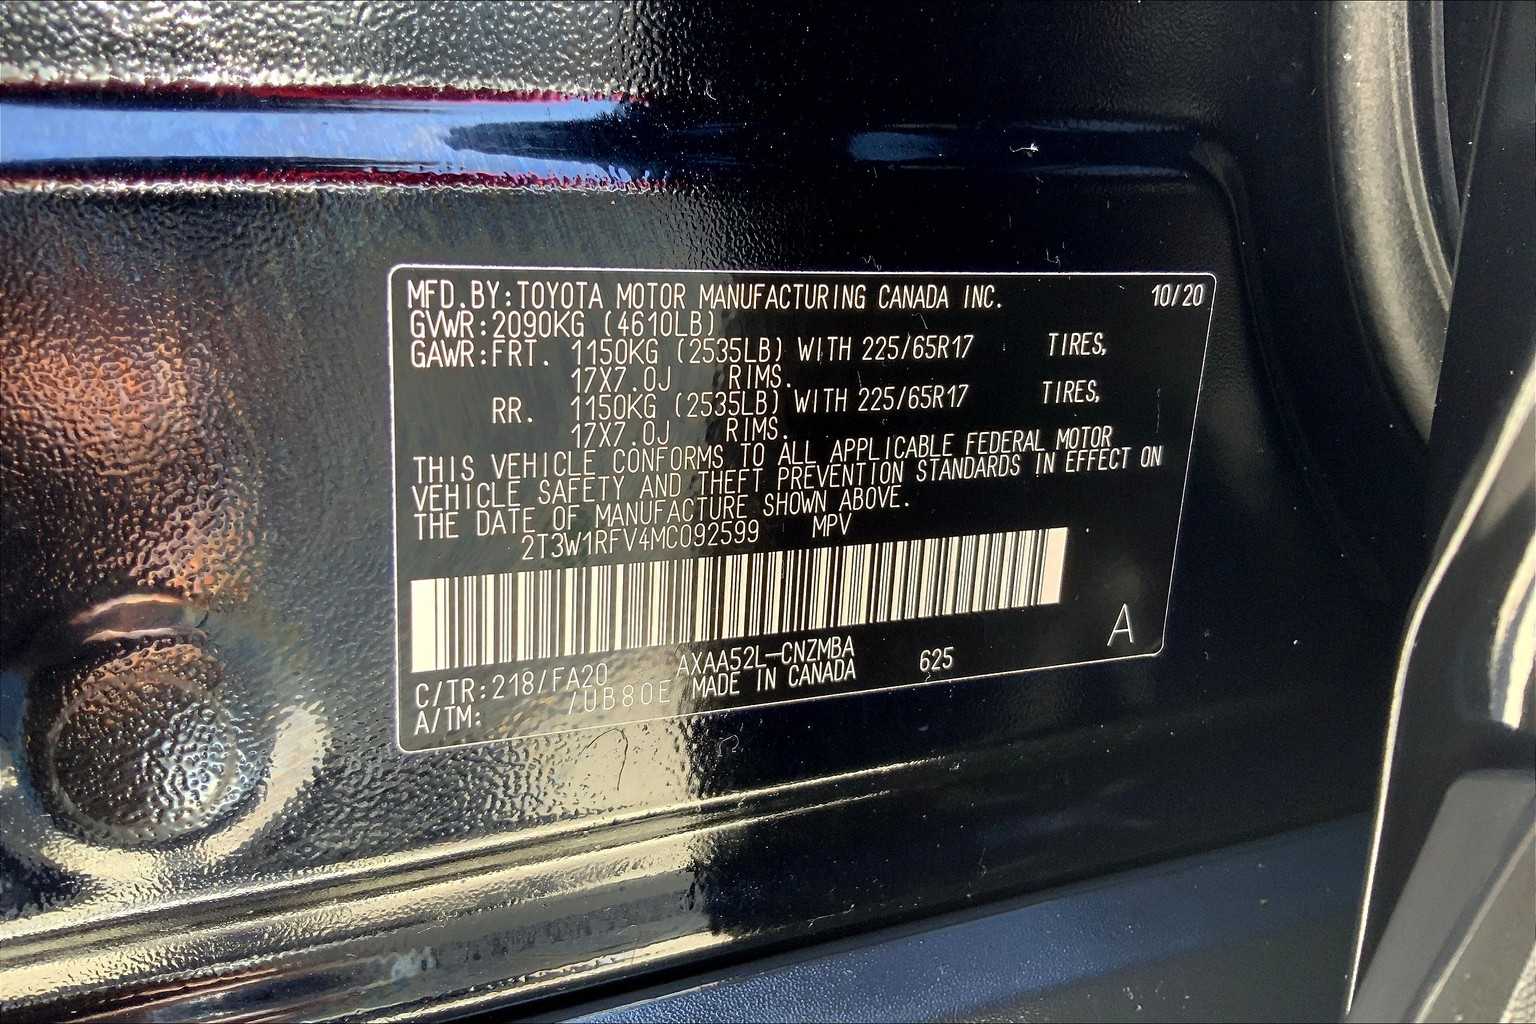 MFD.BY:TOYOTA MOTOR MANUFACTURING CANADA INC. 10/20
GVWR:2090KG (4610LB)
GAWR:FRT. 1150KG (2535LB) WITH 225/65R17 TIRES,
17X7.0J RIMS.
RR. 1150KG (2535LB) WITH 225/65R17 TIRES,
17X7.0J RIMS.
THIS VEHICLE CONFORMS TO ALL APPLICABLE FEDERAL MOTOR
VEHICLE SAFETY AND THEFT PREVENTION STANDARDS IN EFFECT ON
THE DATE OF MANUFACTURE SHOWN ABOVE.
2T3W1RFV4MC092599 MPV
C/TR:218/FA20 AXAA52L-CNZMBA 625
A/TM: /UB80E MADE IN CANADA
A